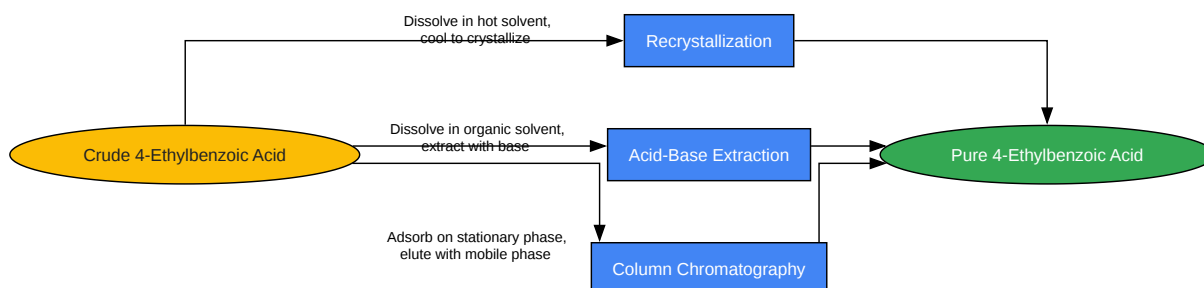 Dissolve in hot solvent,
cool to crystallize
Recrystallization
Crude 4-Ethylbenzoic Acid
Dissolve in organic solvent,
extract with base
Acid-Base Extraction
Pure 4-Ethylbenzoic Acid
Adsorb on stationary phase,
elute with mobile phase
Column Chromatography